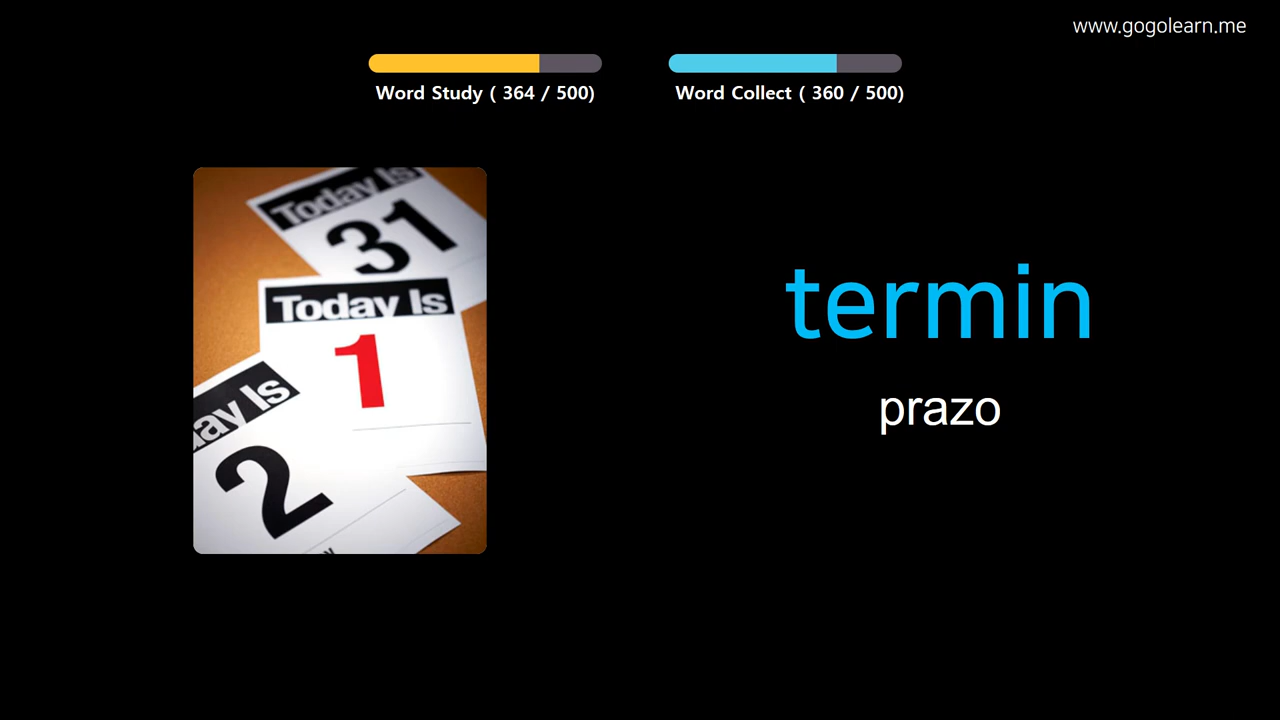 www.gogolearn.me
Word Study ( 364 / 500)
Word Collect ( 360 / 500)
Today Is
31
Today Is
1
ay Is
2
termin
prazo